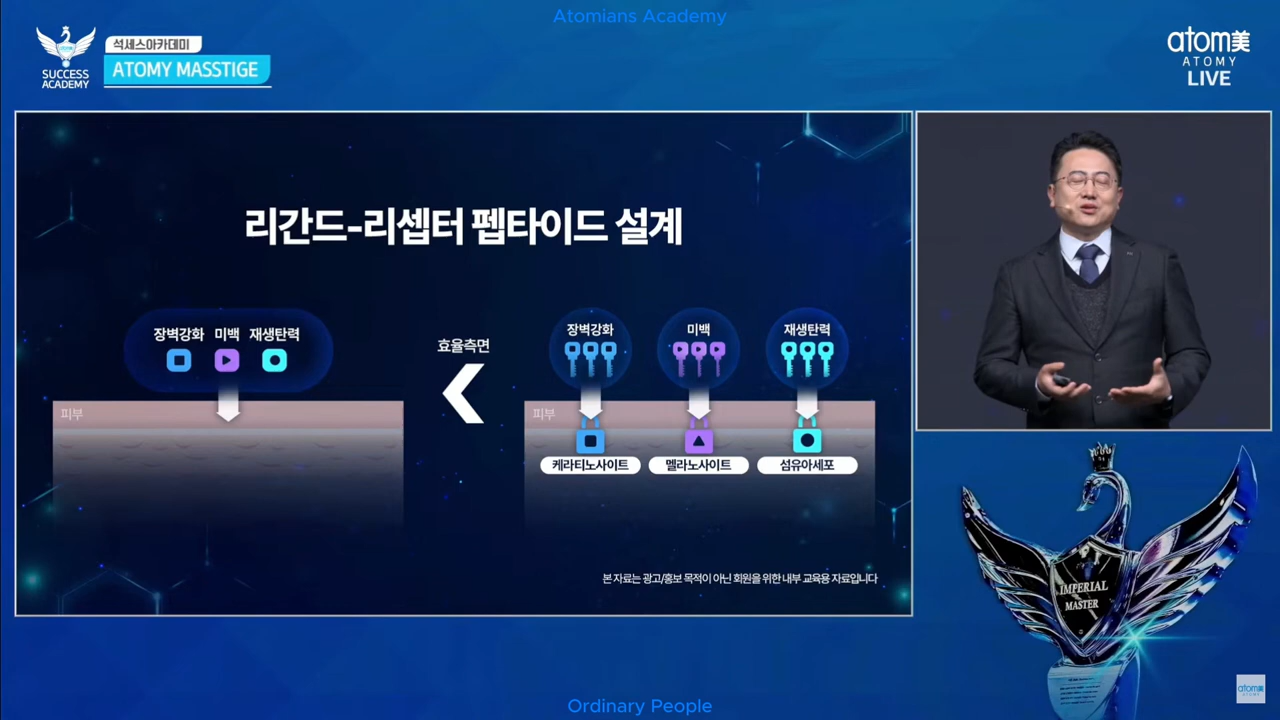 Atomians Academy
석세스아카데미
SUCCESS
ACADEMY
ATOMY MASSTIGE
atom美
ATOMY
LIVE
리간드-리셉터 펩타이드 설계
장벽강화 미백 재생탄력
효율측면
장벽강화
미백
재생탄력
피부
피부
케라티노사이트
멜라노사이트
섬유아세포
본 자료는 광고/홍보 목적이 아닌 회원을 위한 내부 교육용 자료입니다
IMPERIAL
MASTER
atom美
ATOMY
Ordinary People